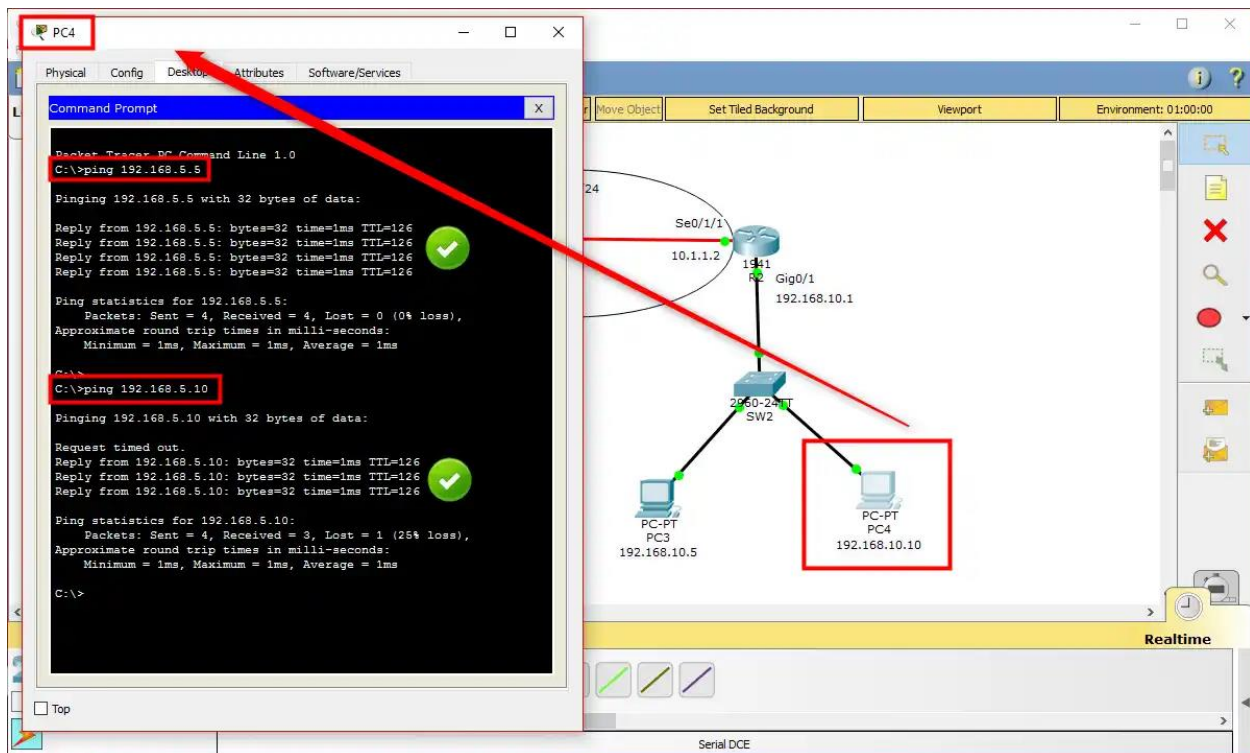 PC4
Physical Config Desktop Attributes Software/Services
Command Prompt X
Packet Tracer PC Command Line 1.0
C:\>ping 192.168.5.5
Pinging 192.168.5.5 with 32 bytes of data:
Reply from 192.168.5.5: bytes=32 time=1ms TTL=126
Reply from 192.168.5.5: bytes=32 time=1ms TTL=126
Reply from 192.168.5.5: bytes=32 time=1ms TTL=126
Reply from 192.168.5.5: bytes=32 time=1ms TTL=126
Ping statistics for 192.168.5.5:
Packets: Sent = 4, Received = 4, Lost = 0 (0% loss),
Approximate round trip times in milli-seconds:
Minimum = 1ms, Maximum = 1ms, Average = 1ms
C:\>
C:\>ping 192.168.5.10
Pinging 192.168.5.10 with 32 bytes of data:
Request timed out.
Reply from 192.168.5.10: bytes=32 time=1ms TTL=126
Reply from 192.168.5.10: bytes=32 time=1ms TTL=126
Reply from 192.168.5.10: bytes=32 time=1ms TTL=126
Ping statistics for 192.168.5.10:
Packets: Sent = 4, Received = 3, Lost = 1 (25% loss),
Approximate round trip times in milli-seconds:
Minimum = 1ms, Maximum = 1ms, Average = 1ms
C:\>
Top
Move Object Set Tiled Background Viewport Environment: 01:00:00
24
Se0/1/1
10.1.1.2
1941
R2
Gig0/1
192.168.10.1
2960-24TT
SW2
PC-PT
PC3
192.168.10.5
PC-PT
PC4
192.168.10.10
Realtime
Serial DCE